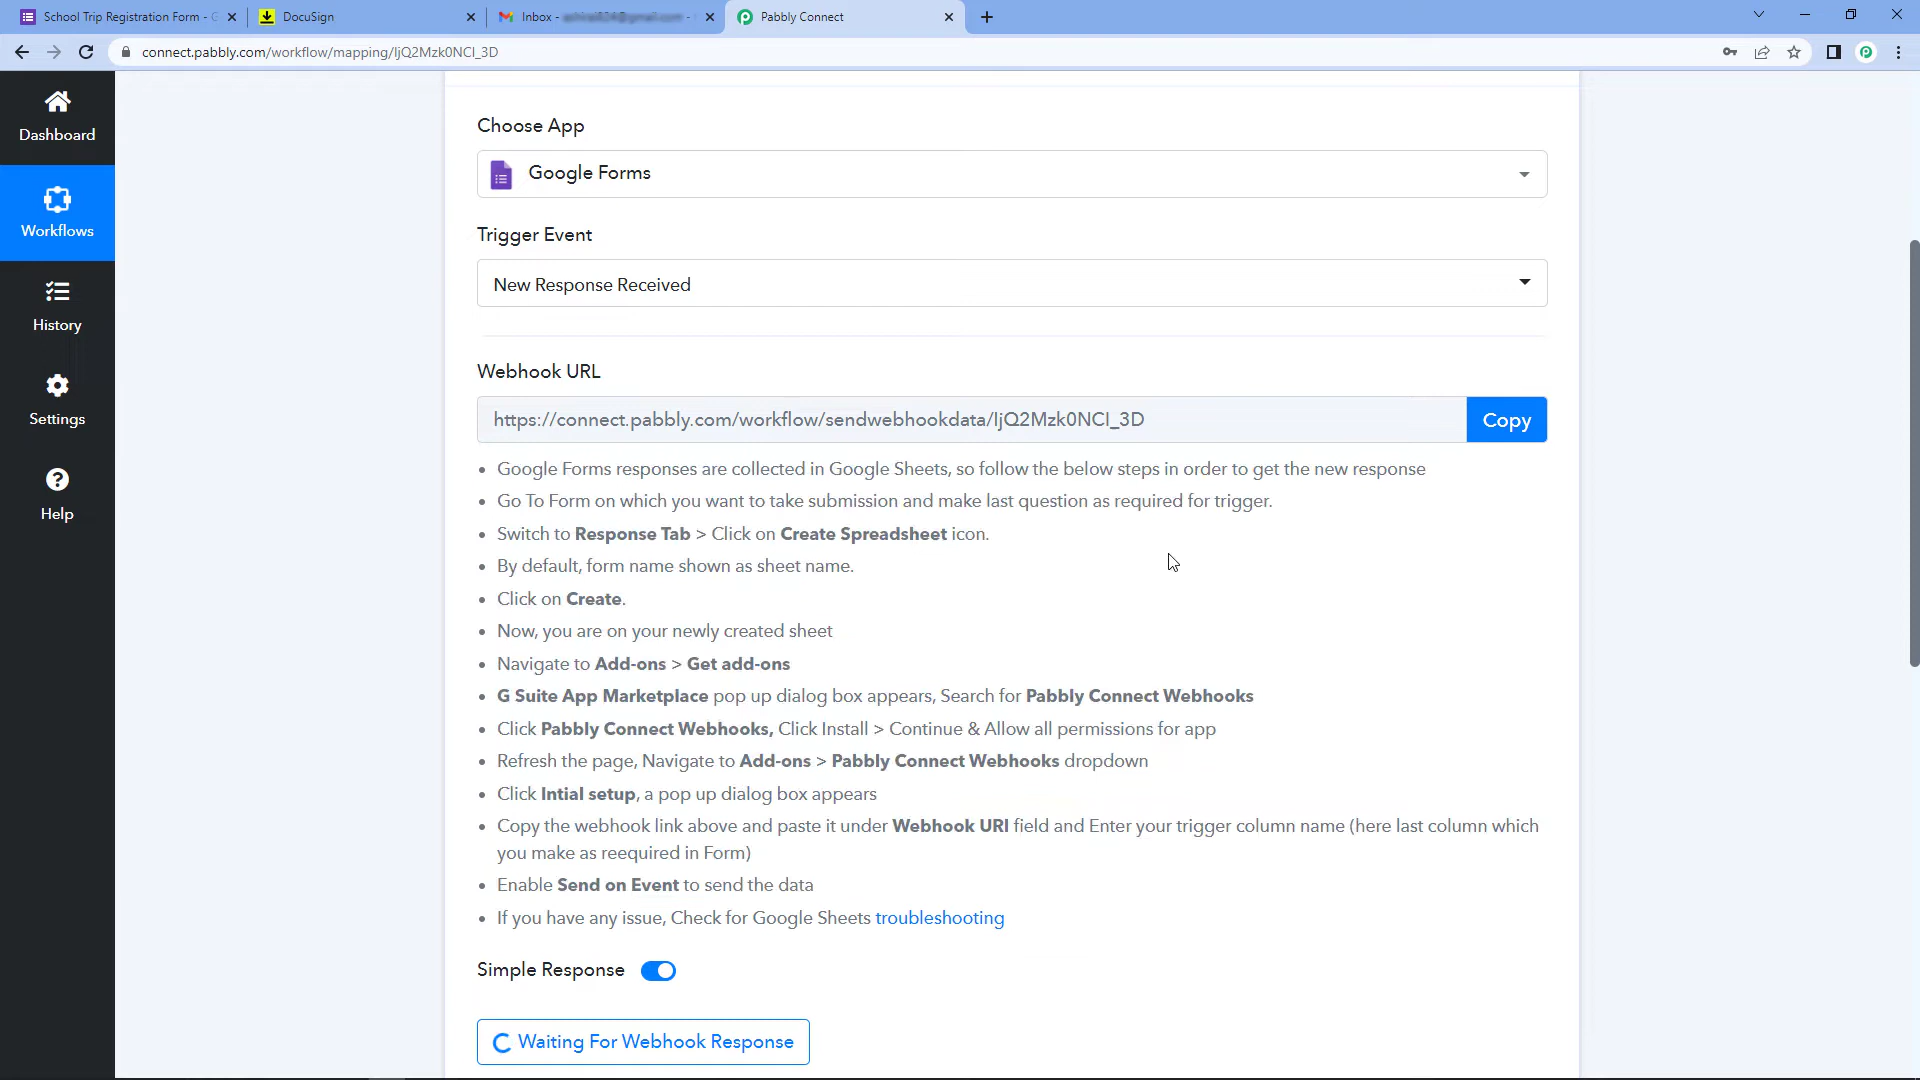 School Trip Registration Form - G
DocuSign
Inbox -
Pabbly Connect
connect.pabbly.com/workflow/mapping/IjQ2Mzk0NCI_3D
Dashboard
Workflows
History
Settings
Help
Choose App
Google Forms
Trigger Event
New Response Received
Webhook URL
https://connect.pabbly.com/workflow/sendwebhookdata/IjQ2Mzk0NCI_3D
Copy
Google Forms responses are collected in Google Sheets, so follow the below steps in order to get the new response
Go To Form on which you want to take submission and make last question as required for trigger.
Switch to Response Tab > Click on Create Spreadsheet icon.
By default, form name shown as sheet name.
Click on Create.
Now, you are on your newly created sheet
Navigate to Add-ons > Get add-ons
G Suite App Marketplace pop up dialog box appears, Search for Pabbly Connect Webhooks
Click Pabbly Connect Webhooks, Click Install > Continue & Allow all permissions for app
Refresh the page, Navigate to Add-ons > Pabbly Connect Webhooks dropdown
Click Intial setup, a pop up dialog box appears
Copy the webhook link above and paste it under Webhook URI field and Enter your trigger column name (here last column which
you make as reequired in Form)
Enable Send on Event to send the data
If you have any issue, Check for Google Sheets troubleshooting
Simple Response
Waiting For Webhook Response